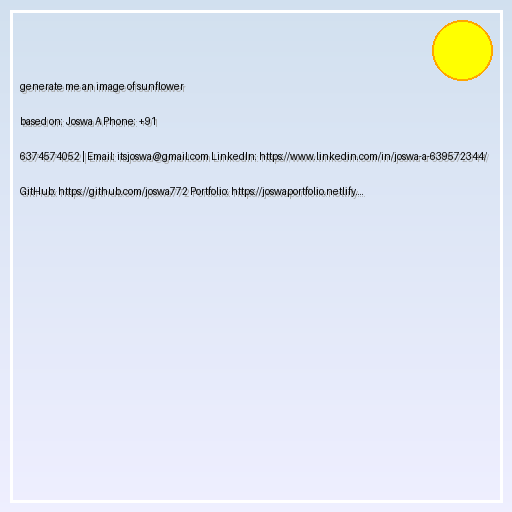 generate me an image of sunflower
based on: Joswa A Phone: +91
6374574052 | Email: itsjoswa@gmail.com LinkedIn: https://www.linkedin.com/in/joswa-a-639572344/
GitHub: https://github.com/joswa772 Portfolio: https://joswaportfolio.netlify....